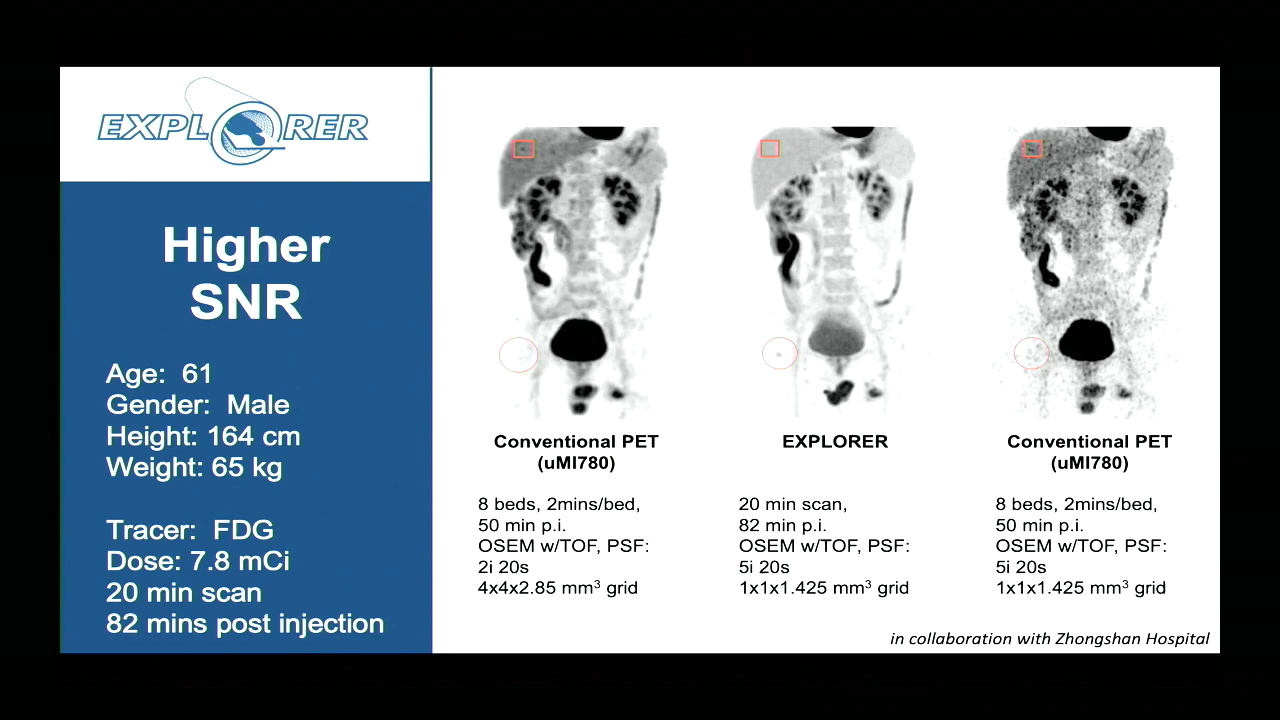 EXPLORER
Higher
SNR
Age: 61
Gender: Male
Height: 164 cm
Weight: 65 kg
Tracer: FDG
Dose: 7.8 mCi
20 min scan
82 mins post injection
Conventional PET
(uMI780)
8 beds, 2mins/bed,
50 min p.i.
OSEM w/TOF, PSF:
2i 20s
4x4x2.85 mm³ grid
EXPLORER
20 min scan,
82 min p.i.
OSEM w/TOF, PSF:
5i 20s
1x1x1.425 mm³ grid
Conventional PET
(uMI780)
8 beds, 2mins/bed,
50 min p.i.
OSEM w/TOF, PSF:
5i 20s
1x1x1.425 mm³ grid
in collaboration with Zhongshan Hospital